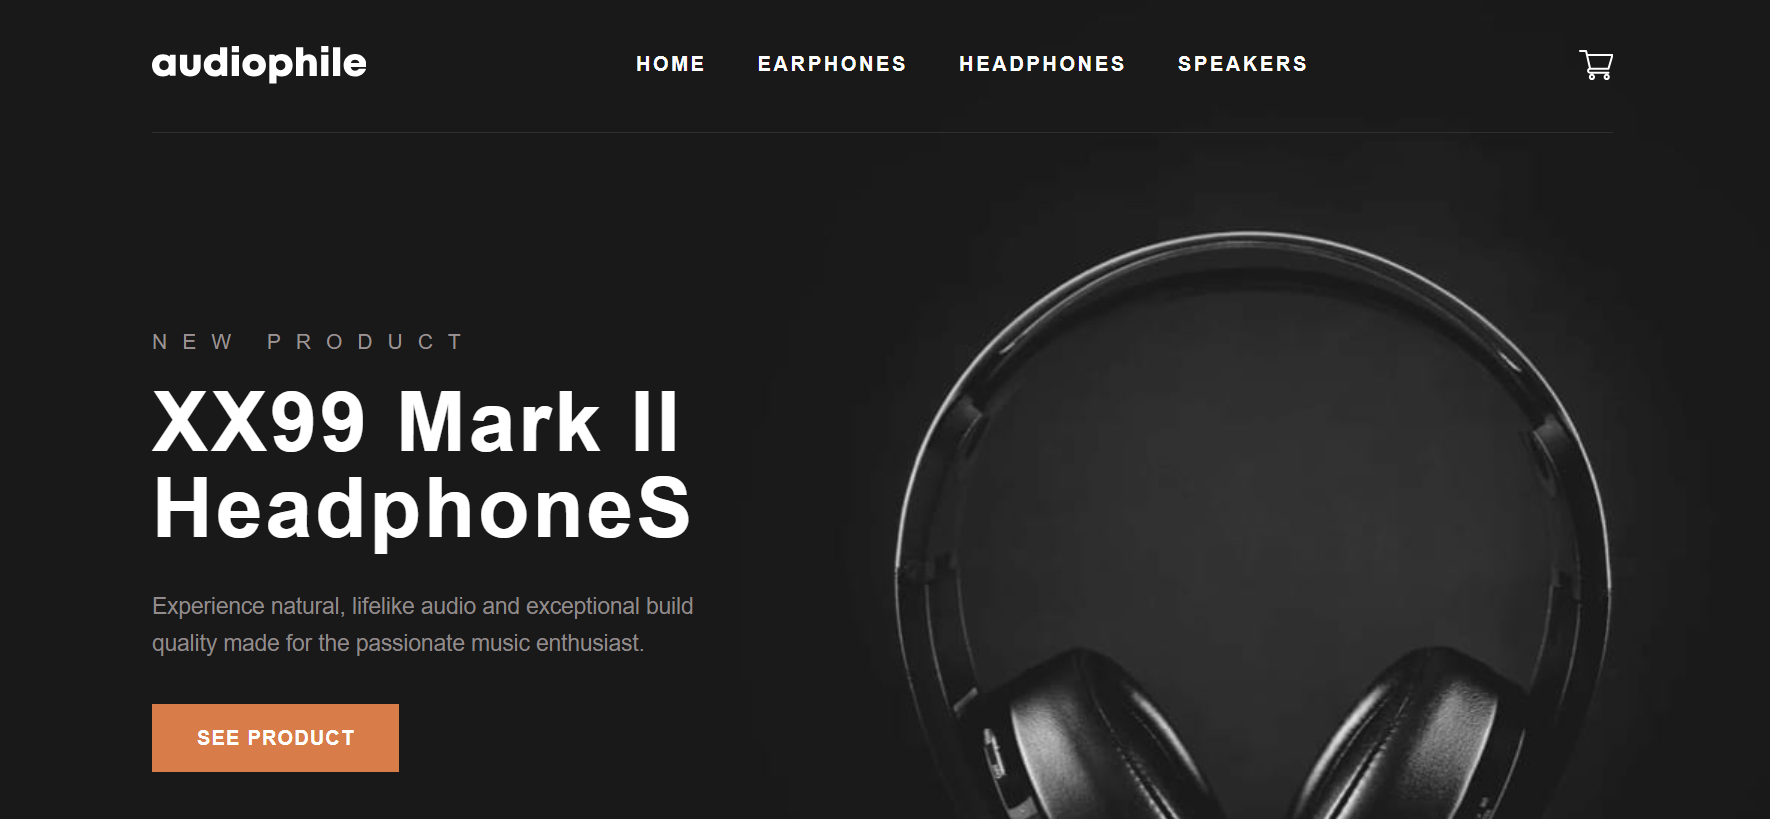 audiophile
HOME EARPHONES HEADPHONES SPEAKERS
NEW PRODUCT
XX99 Mark II
HeadphoneS
Experience natural, lifelike audio and exceptional build
quality made for the passionate music enthusiast.
SEE PRODUCT